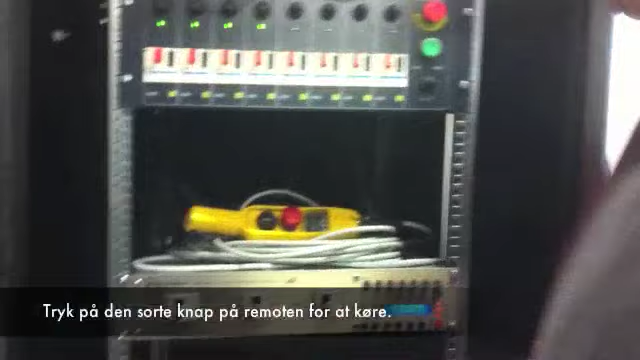 Tryk på den sorte knap på remoten for at køre.